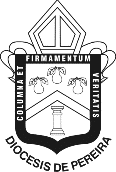 COLUMNA ET FIRMAMENTUM VERITATIS
DIOCESIS DE PEREIRA